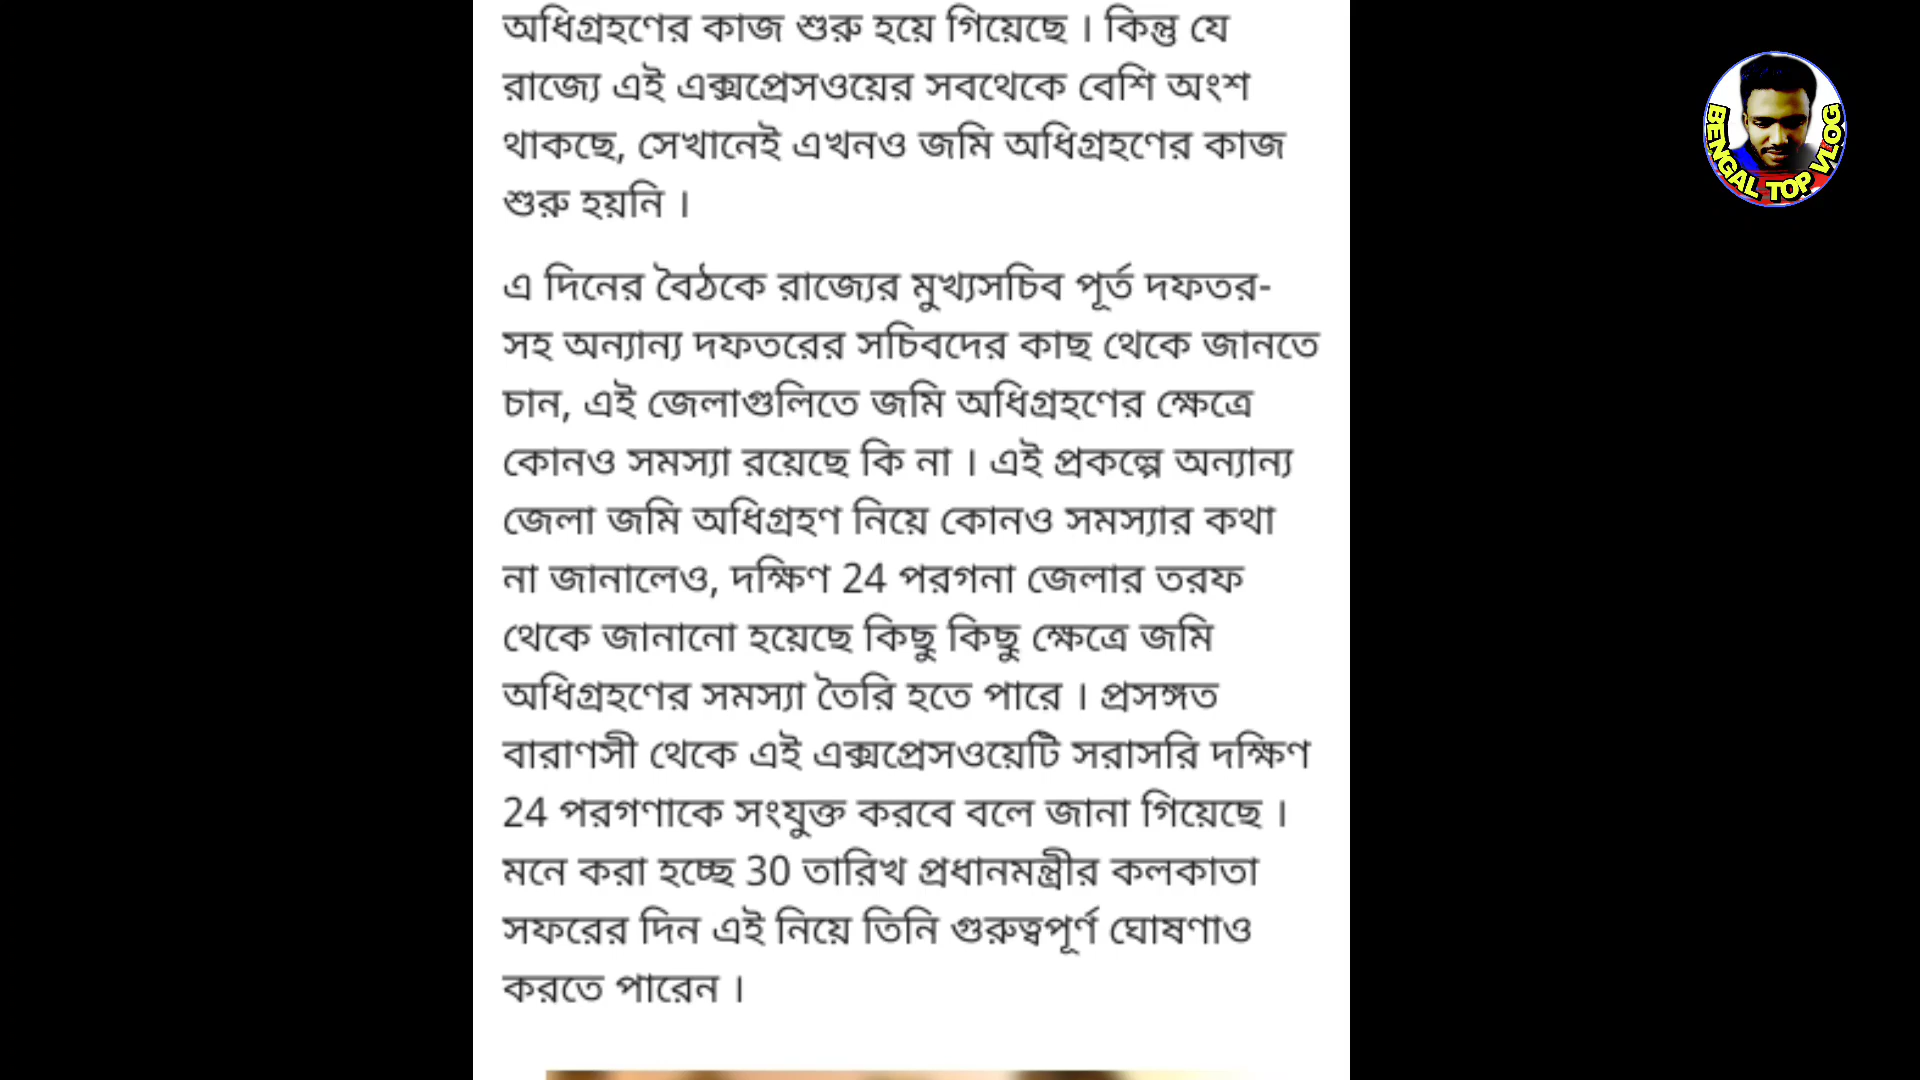 অধিগ্রহণের কাজ শুরু হয়ে গিয়েছে । কিন্তু যে
রাজ্যে এই এক্সপ্রেসওয়ের সবথেকে বেশি অংশ
থাকছে, সেখানেই এখনও জমি অধিগ্রহণের কাজ
শুরু হয়নি ।
এ দিনের বৈঠকে রাজ্যের মুখ্যসচিব পূর্ত দফতর-
সহ অন্যান্য দফতরের সচিবদের কাছ থেকে জানতে
চান, এই জেলাগুলিতে জমি অধিগ্রহণের ক্ষেত্রে
কোনও সমস্যা রয়েছে কি না । এই প্রকল্পে অন্যান্য
জেলা জমি অধিগ্রহণ নিয়ে কোনও সমস্যার কথা
না জানালেও, দক্ষিণ 24 পরগনা জেলার তরফ
থেকে জানানো হয়েছে কিছু কিছু ক্ষেত্রে জমি
অধিগ্রহণের সমস্যা তৈরি হতে পারে । প্রসঙ্গত
বারাণসী থেকে এই এক্সপ্রেসওয়েটি সরাসরি দক্ষিণ
24 পরগণাকে সংযুক্ত করবে বলে জানা গিয়েছে ।
মনে করা হচ্ছে 30 তারিখ প্রধানমন্ত্রীর কলকাতা
সফরের দিন এই নিয়ে তিনি গুরুত্বপূর্ণ ঘোষণাও
করতে পারেন ।
BENGAL TOP VLOG